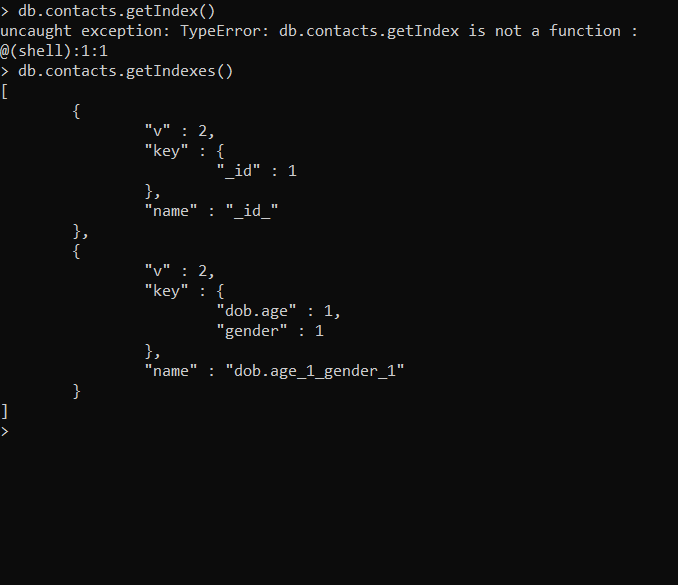 > db.contacts.getIndex()
uncaught exception: TypeError: db.contacts.getIndex is not a function :
@(shell):1:1
> db.contacts.getIndexes()
[
        {
                "v" : 2,
                "key" : {
                        "_id" : 1
                },
                "name" : "_id_"
        },
        {
                "v" : 2,
                "key" : {
                        "dob.age" : 1,
                        "gender" : 1
                },
                "name" : "dob.age_1_gender_1"
        }
]
>